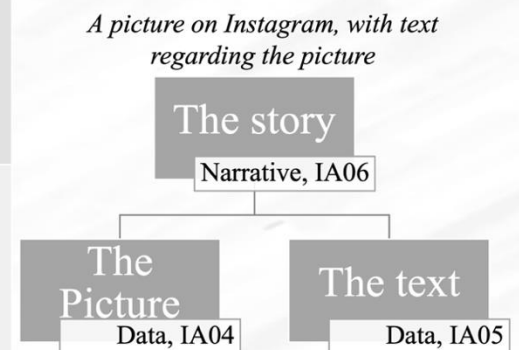 A picture on Instagram, with text
regarding the picture
The story
Narrative, IA06
The
Picture
Data, IA04
The text
Data, IA05